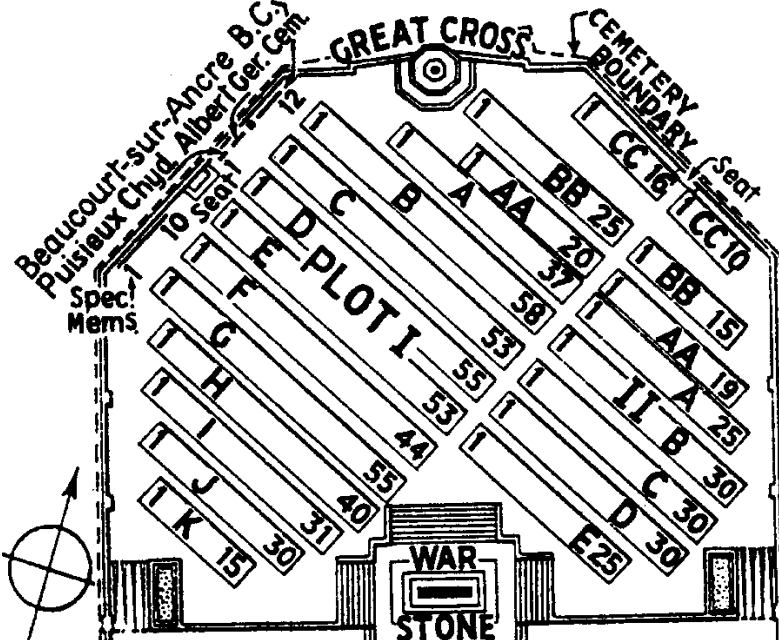 GREAT CROSS
CEMETERY
BOUNDARY
Beaucourt-sur-Ancre B.C.
Puisieux Chyd. Albert Ger. Cem.
12
1 Seat
10
1
Spec!
Mems
Seat
1 CC 16
1 CC 10
1 BB 25
1 AA 20
1 A 37
1 B 58
1 C 53
1 D 55
1 E 53
PLOT I
1 F 44
1 G 55
1 H 40
1 I 31
1 J 30
1 K 15
1 BB 15
1 AA 19
1 A 25
II
1 B 30
1 C 30
1 D 30
1 E 25
WAR
STONE